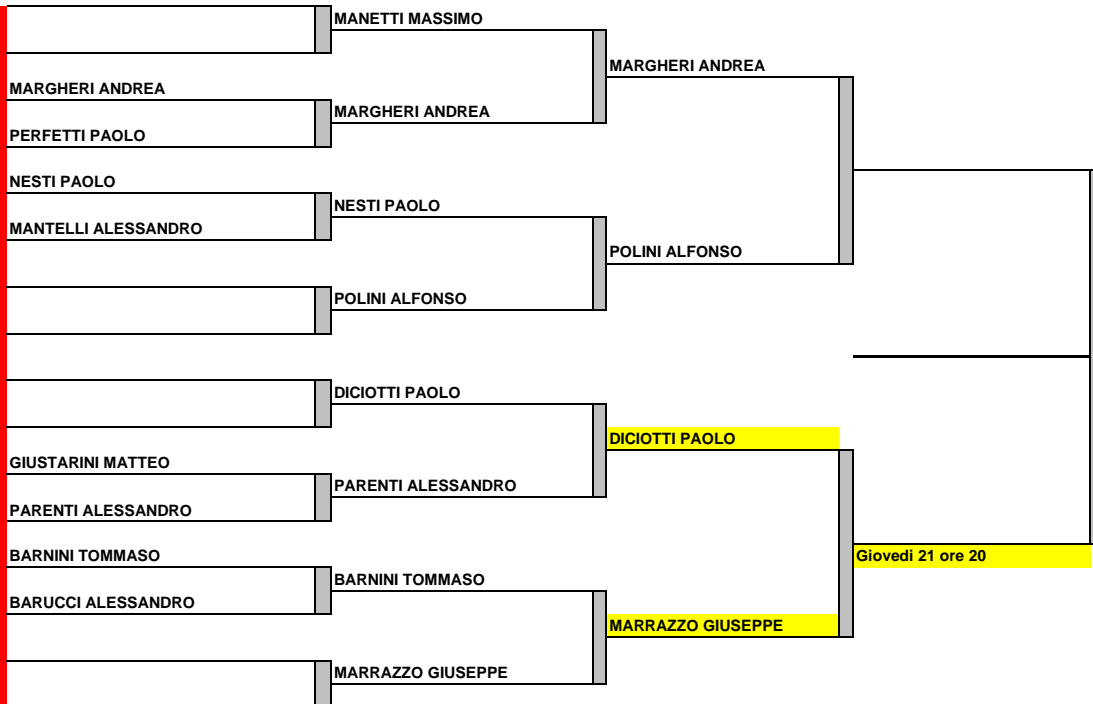 MARGHERI ANDREA
PERFETTI PAOLO
NESTI PAOLO
MANTELLI ALESSANDRO
GIUSTARINI MATTEO
PARENTI ALESSANDRO
BARNINI TOMMASO
BARUCCI ALESSANDRO
MANETTI MASSIMO
MARGHERI ANDREA
NESTI PAOLO
POLINI ALFONSO
DICIOTTI PAOLO
PARENTI ALESSANDRO
BARNINI TOMMASO
MARRAZZO GIUSEPPE
MARGHERI ANDREA
POLINI ALFONSO
DICIOTTI PAOLO
MARRAZZO GIUSEPPE
Giovedi 21 ore 20